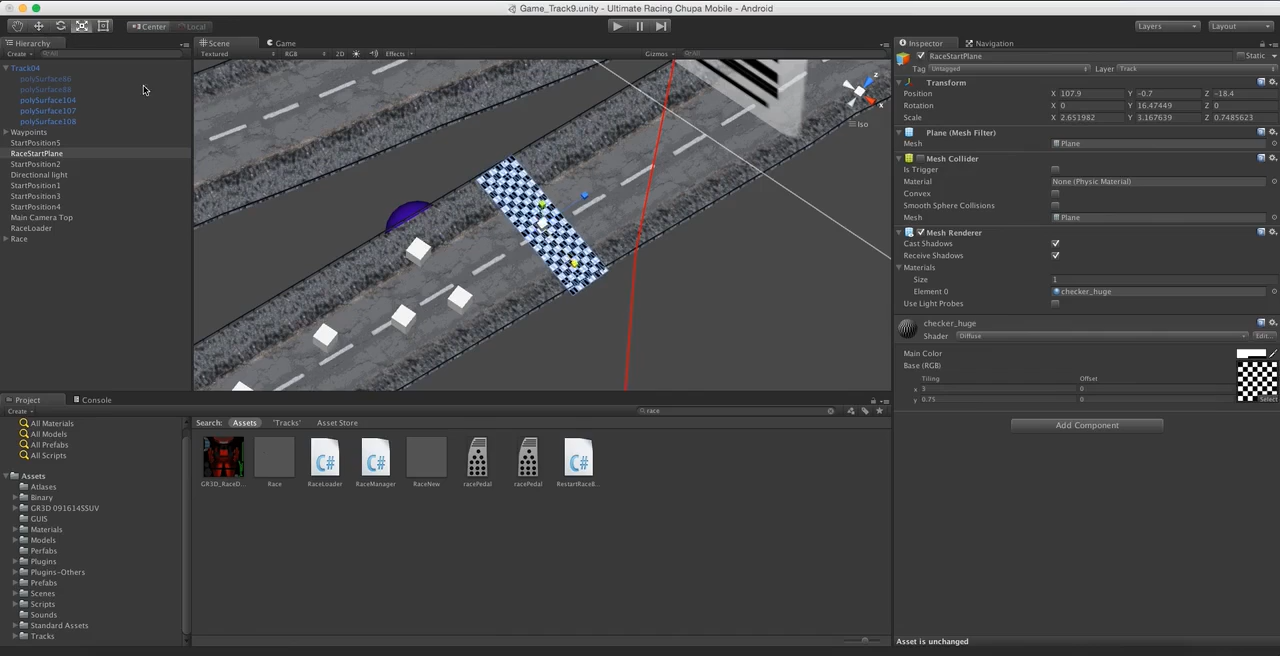 Game_Track9.unity - Ultimate Racing Chupa Mobile - Android
Center Local Layers Layout
Hierarchy
Create All
Track04
polySurface86
polySurface88
polySurface104
polySurface107
polySurface108
Waypoints
StartPosition5
RaceStartPlane
StartPosition2
Directional light
StartPosition1
StartPosition3
StartPosition4
Main Camera Top
RaceLoader
Race
Scene Game
Textured RGB 2D Effects Gizmos All
z
x
Iso
Inspector Navigation
RaceStartPlane Static
Tag Untagged Layer Track
Transform
Position X 107.9 Y -0.7 Z -18.4
Rotation X 0 Y 16.47449 Z 0
Scale X 2.651982 Y 3.167639 Z 0.7485623
Plane (Mesh Filter)
Mesh Plane
Mesh Collider
Is Trigger
Material None (Physic Material)
Convex
Smooth Sphere Collisions
Mesh Plane
Mesh Renderer
Cast Shadows
Receive Shadows
Materials
Size 1
Element 0 checker_huge
Use Light Probes
checker_huge
Shader Diffuse Edit...
Main Color
Base (RGB)
Tiling Offset
x 3 0
y 0.75 0
Select
Add Component
Asset is unchanged
Project Console
Create race
All Materials
All Models
All Prefabs
All Scripts
Assets
Atlases
Binary
GR3D 091614SSUV
GUIS
Materials
Models
Perfabs
Plugins
Plugins-Others
Prefabs
Scenes
Scripts
Sounds
Standard Assets
Tracks
Search: Assets 'Tracks' Asset Store
C# C# C#
GR3D_RaceD... Race RaceLoader RaceManager RaceNew racePedal racePedal RestartRaceB...